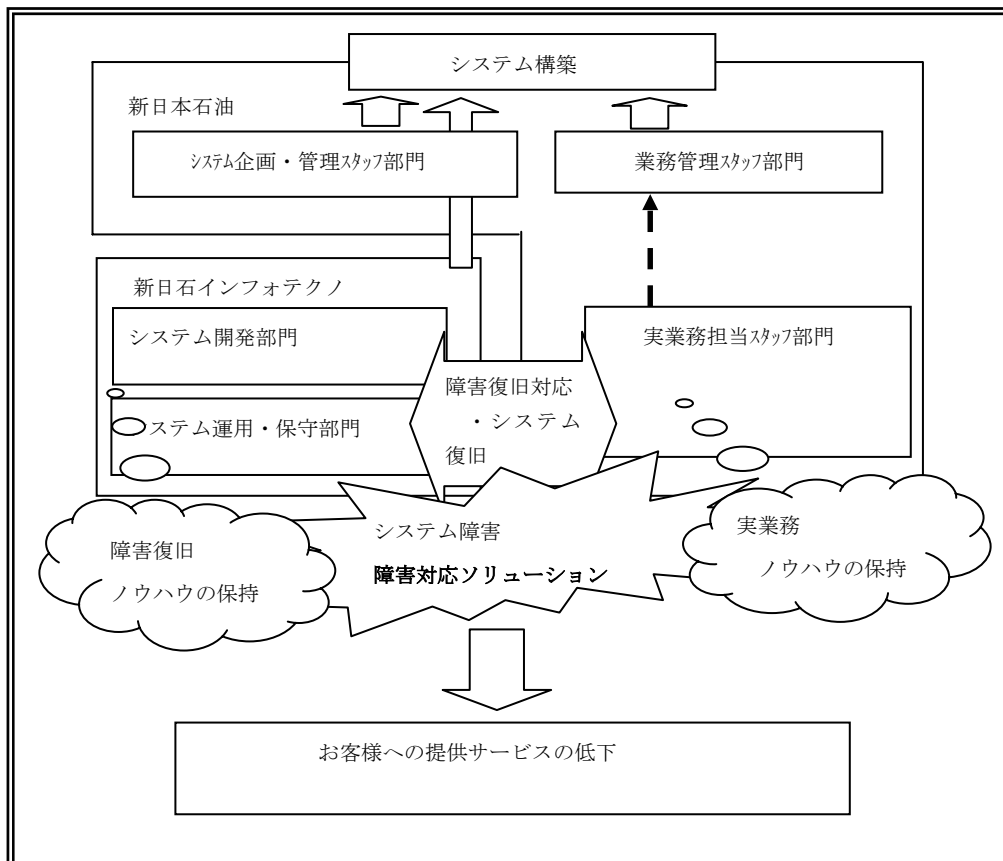 システム構築
新日本石油
ｼｽﾃﾑ企画・管理ｽﾀｯﾌ部門
業務管理ｽﾀｯﾌ部門
新日石インフォテクノ
システム開発部門
実業務担当ｽﾀｯﾌ部門
障害復旧対応
・システム
復旧
ステム運用・保守部門
システム障害
障害対応ソリューション
障害復旧
ノウハウの保持
実業務
ノウハウの保持
お客様への提供サービスの低下